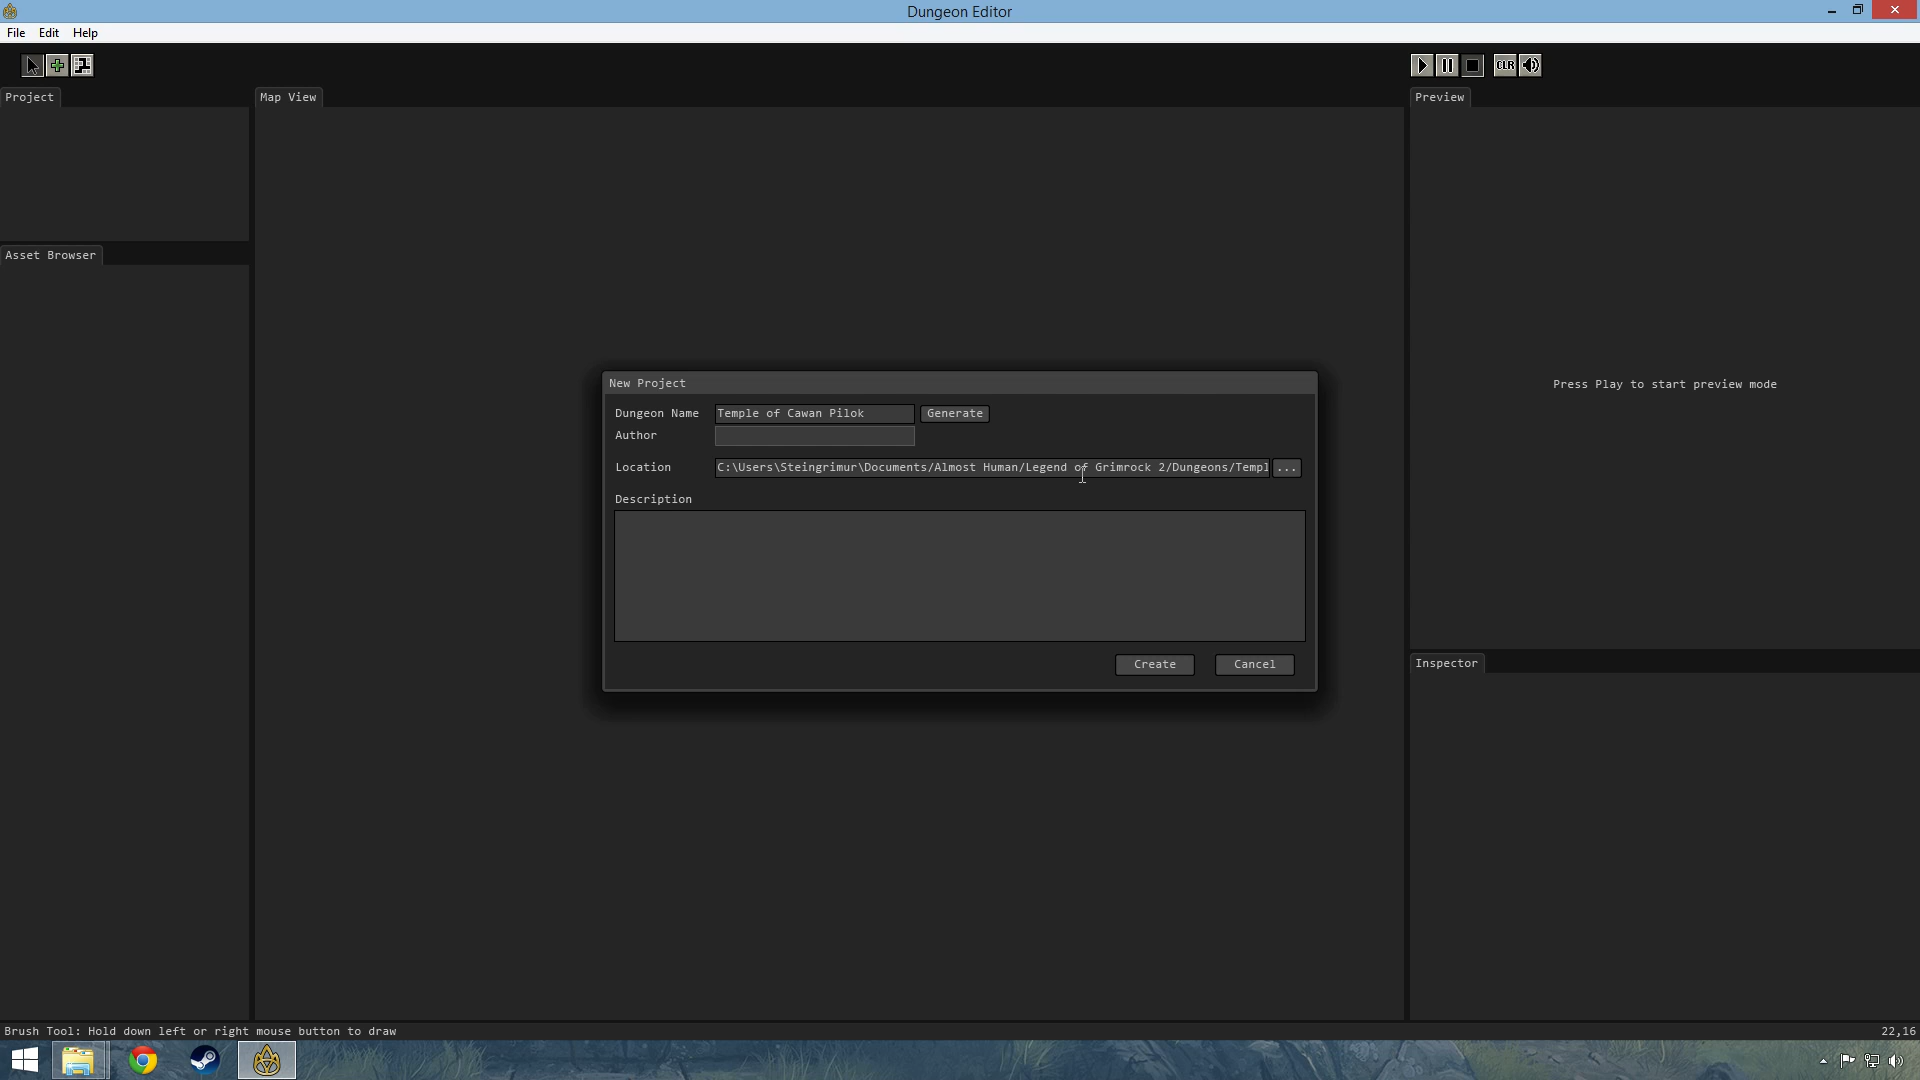 Dungeon Editor
File Edit Help
CLR
Project
Map View
Preview
Asset Browser
Press Play to start preview mode
New Project
Dungeon Name Temple of Cawan Pilok Generate
Author
Location C:\Users\Steingrimur\Documents/Almost Human/Legend of Grimrock 2/Dungeons/Templ ...
Description
Create Cancel
Inspector
Brush Tool: Hold down left or right mouse button to draw 22,16